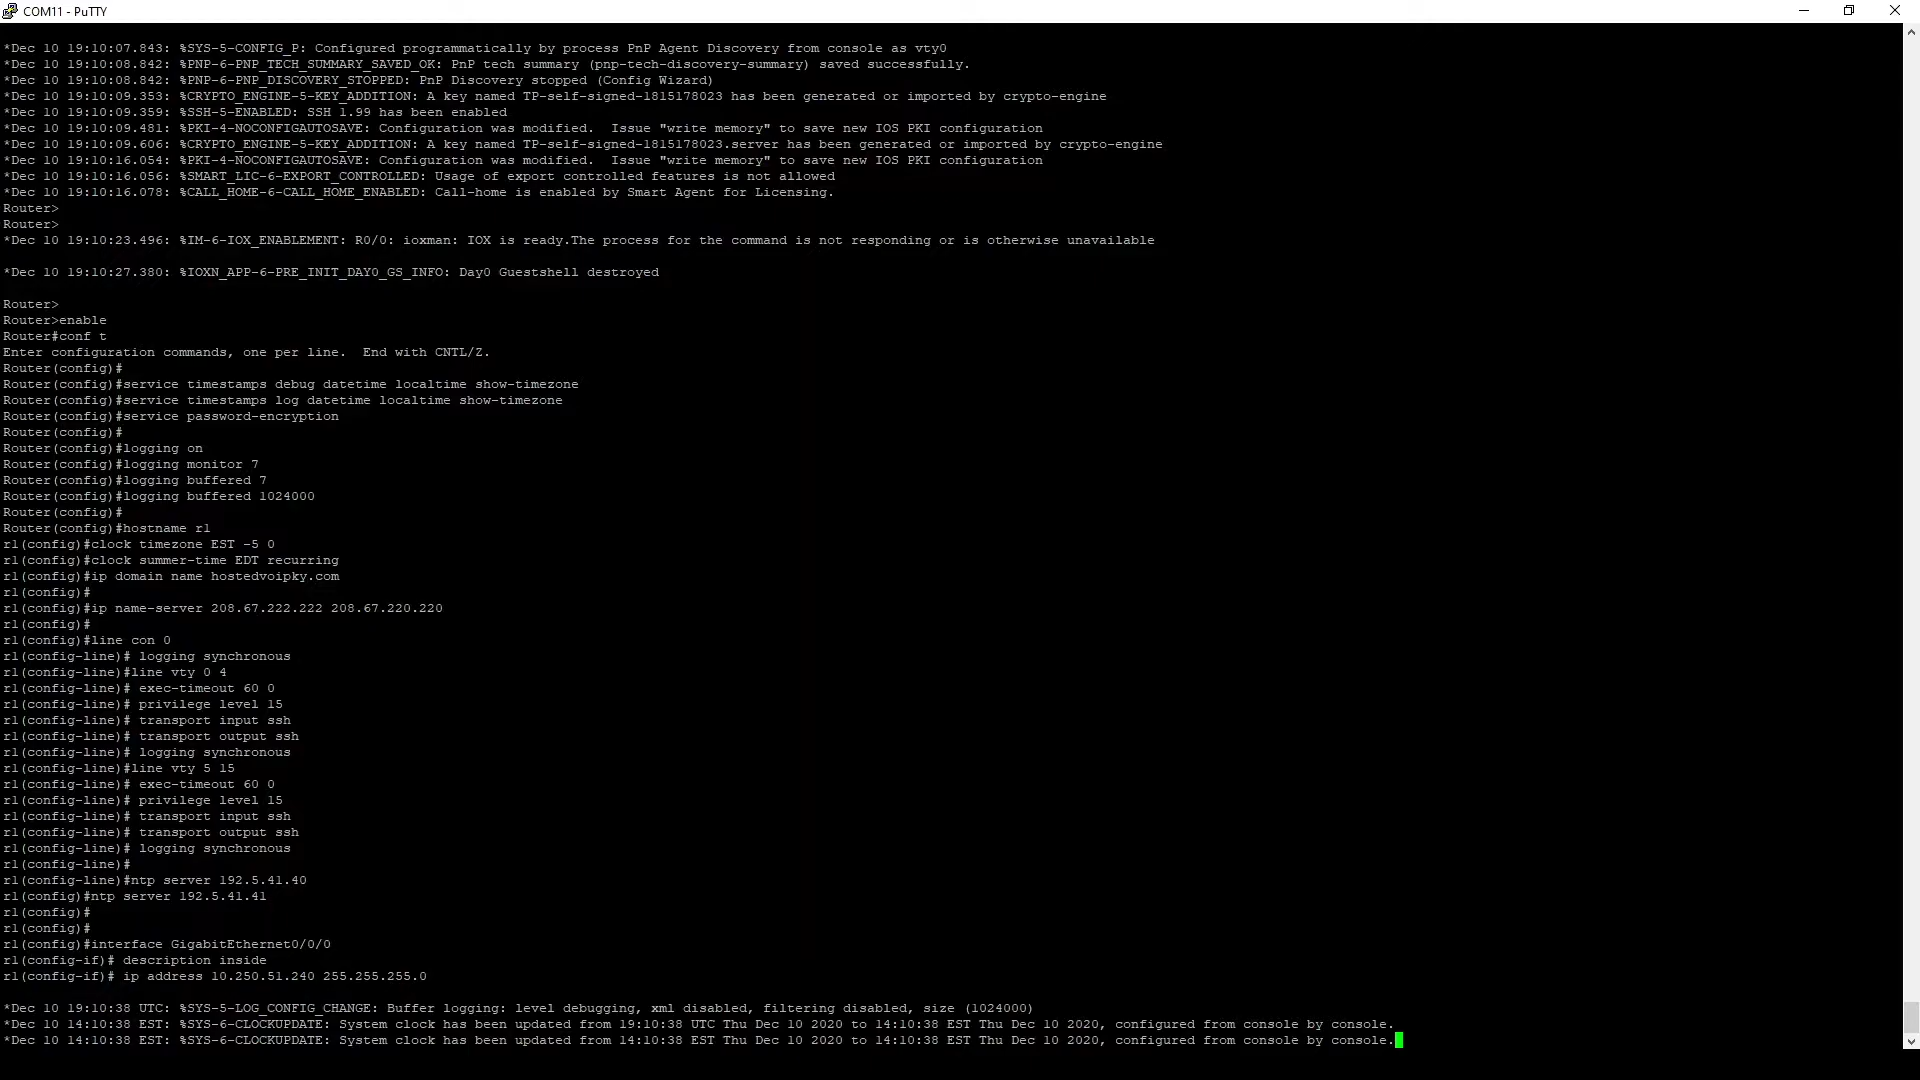 COM11 - PuTTY
*Dec 10 19:10:07.843: %SYS-5-CONFIG_P: Configured programmatically by process PnP Agent Discovery from console as vty0
*Dec 10 19:10:08.842: %PNP-6-PNP_TECH_SUMMARY_SAVED_OK: PnP tech summary (pnp-tech-discovery-summary) saved successfully.
*Dec 10 19:10:08.842: %PNP-6-PNP_DISCOVERY_STOPPED: PnP Discovery stopped (Config Wizard)
*Dec 10 19:10:09.353: %CRYPTO_ENGINE-5-KEY_ADDITION: A key named TP-self-signed-1815178023 has been generated or imported by crypto-engine
*Dec 10 19:10:09.359: %SSH-5-ENABLED: SSH 1.99 has been enabled
*Dec 10 19:10:09.481: %PKI-4-NOCONFIGAUTOSAVE: Configuration was modified.  Issue "write memory" to save new IOS PKI configuration
*Dec 10 19:10:09.606: %CRYPTO_ENGINE-5-KEY_ADDITION: A key named TP-self-signed-1815178023.server has been generated or imported by crypto-engine
*Dec 10 19:10:16.054: %PKI-4-NOCONFIGAUTOSAVE: Configuration was modified.  Issue "write memory" to save new IOS PKI configuration
*Dec 10 19:10:16.056: %SMART_LIC-6-EXPORT_CONTROLLED: Usage of export controlled features is not allowed
*Dec 10 19:10:16.078: %CALL_HOME-6-CALL_HOME_ENABLED: Call-home is enabled by Smart Agent for Licensing.
Router>
Router>
*Dec 10 19:10:23.496: %IM-6-IOX_ENABLEMENT: R0/0: ioxman: IOX is ready.The process for the command is not responding or is otherwise unavailable
*Dec 10 19:10:27.380: %IOXN_APP-6-PRE_INIT_DAY0_GS_INFO: Day0 Guestshell destroyed
Router>
Router>enable
Router#conf t
Enter configuration commands, one per line.  End with CNTL/Z.
Router(config)#
Router(config)#service timestamps debug datetime localtime show-timezone
Router(config)#service timestamps log datetime localtime show-timezone
Router(config)#service password-encryption
Router(config)#
Router(config)#logging on
Router(config)#logging monitor 7
Router(config)#logging buffered 7
Router(config)#logging buffered 1024000
Router(config)#
Router(config)#hostname r1
r1(config)#clock timezone EST -5 0
r1(config)#clock summer-time EDT recurring
r1(config)#ip domain name hostedvoipky.com
r1(config)#
r1(config)#ip name-server 208.67.222.222 208.67.220.220
r1(config)#
r1(config)#line con 0
r1(config-line)# logging synchronous
r1(config-line)#line vty 0 4
r1(config-line)# exec-timeout 60 0
r1(config-line)# privilege level 15
r1(config-line)# transport input ssh
r1(config-line)# transport output ssh
r1(config-line)# logging synchronous
r1(config-line)#line vty 5 15
r1(config-line)# exec-timeout 60 0
r1(config-line)# privilege level 15
r1(config-line)# transport input ssh
r1(config-line)# transport output ssh
r1(config-line)# logging synchronous
r1(config-line)#
r1(config-line)#ntp server 192.5.41.40
r1(config)#ntp server 192.5.41.41
r1(config)#
r1(config)#
r1(config)#interface GigabitEthernet0/0/0
r1(config-if)# description inside
r1(config-if)# ip address 10.250.51.240 255.255.255.0
*Dec 10 19:10:38 UTC: %SYS-5-LOG_CONFIG_CHANGE: Buffer logging: level debugging, xml disabled, filtering disabled, size (1024000)
*Dec 10 14:10:38 EST: %SYS-6-CLOCKUPDATE: System clock has been updated from 19:10:38 UTC Thu Dec 10 2020 to 14:10:38 EST Thu Dec 10 2020, configured from console by console.
*Dec 10 14:10:38 EST: %SYS-6-CLOCKUPDATE: System clock has been updated from 14:10:38 EST Thu Dec 10 2020 to 14:10:38 EST Thu Dec 10 2020, configured from console by console.